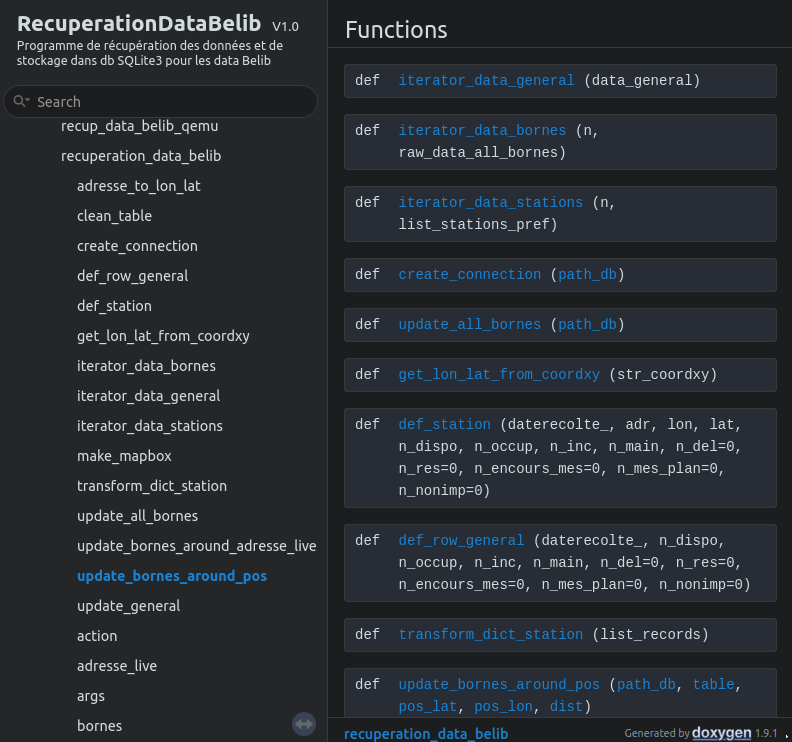 RecuperationDataBelib V1.0
Programme de récupération des données et de
stockage dans db SQLite3 pour les data Belib
Search
recup_data_belib_qemu
recuperation_data_belib
adresse_to_lon_lat
clean_table
create_connection
def_row_general
def_station
get_lon_lat_from_coordxy
iterator_data_bornes
iterator_data_general
iterator_data_stations
make_mapbox
transform_dict_station
update_all_bornes
update_bornes_around_adresse_live
update_bornes_around_pos
update_general
action
adresse_live
args
bornes
Functions
def iterator_data_general (data_general)
def iterator_data_bornes (n,
raw_data_all_bornes)
def iterator_data_stations (n,
list_stations_pref)
def create_connection (path_db)
def update_all_bornes (path_db)
def get_lon_lat_from_coordxy (str_coordxy)
def def_station (daterecolte_, adr, lon, lat,
n_dispo, n_occup, n_inc, n_main, n_del=0,
n_res=0, n_encours_mes=0, n_mes_plan=0,
n_nonimp=0)
def def_row_general (daterecolte_, n_dispo,
n_occup, n_inc, n_main, n_del=0, n_res=0,
n_encours_mes=0, n_mes_plan=0, n_nonimp=0)
def transform_dict_station (list_records)
def update_bornes_around_pos (path_db, table,
pos_lat, pos_lon, dist)
recuperation_data_belib
Generated by doxygen 1.9.1